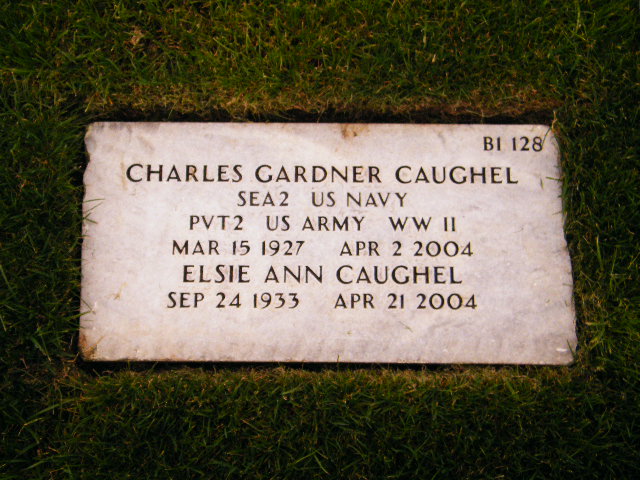 B1 128
CHARLES GARDNER CAUGHEL
SEA2 US NAVY
PVT2 US ARMY WW II
MAR 15 1927 APR 2 2004
ELSIE ANN CAUGHEL
SEP 24 1933 APR 21 2004